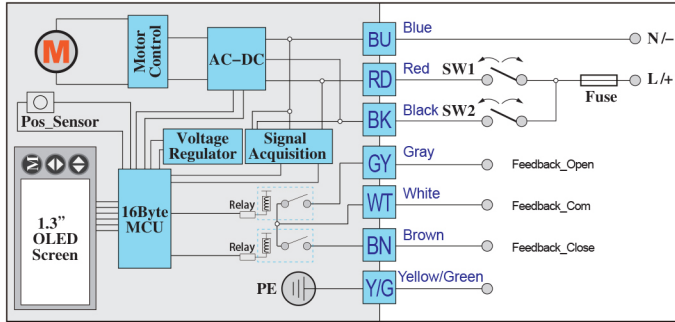 M
Motor
Control
AC-DC
BU
Blue
N/-
RD
Red
SW1
L/+
Fuse
BK
Black
SW2
Pos_Sensor
Voltage
Regulator
Signal
Acquisition
GY
Gray
Feedback_Open
M
1.3”
OLED
Screen
16Byte
MCU
Relay
WT
White
Feedback_Com
Relay
BN
Brown
Feedback_Close
PE
Y/G
Yellow/Green